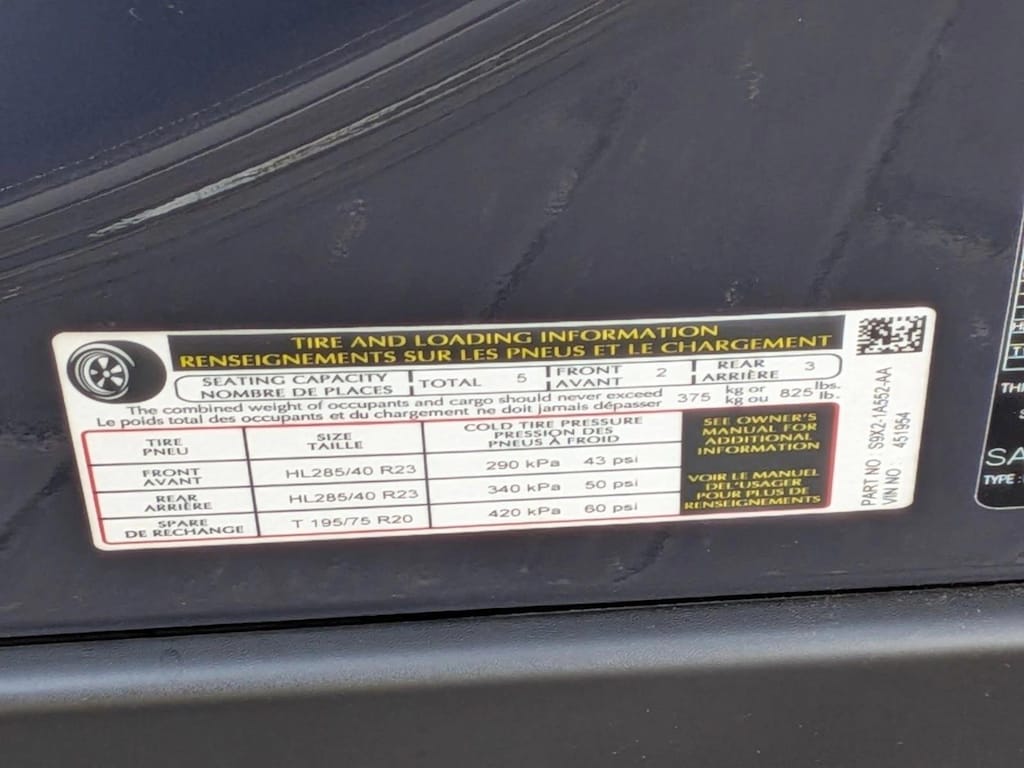 TIRE AND LOADING INFORMATION
RENSEIGNEMENTS SUR LES PNEUS ET LE CHARGEMENT
SEATING CAPACITY
NOMBRE DE PLACES
TOTAL 5
FRONT
AVANT 2
REAR
ARRIÈRE 3
The combined weight of occupants and cargo should never exceed 375 kg or 825 lbs.
Le poids total des occupants et du chargement ne doit jamais dépasser kg ou lb.
TIRE
PNEU
SIZE
TAILLE
COLD TIRE PRESSURE
PRESSION DES
PNEUS À FROID
FRONT
AVANT
HL285/40 R23
290 kPa 43 psi
REAR
ARRIÈRE
HL285/40 R23
340 kPa 50 psi
SPARE
DE RECHANGE
T 195/75 R20
420 kPa 60 psi
SEE OWNER'S
MANUAL FOR
ADDITIONAL
INFORMATION
VOIR LE MANUEL
DEL'USAGER
POUR PLUS DE
RENSEIGNEMENTS
PART NO : S9X2-1A552-AA
VIN NO : 451954
SA
TYPE :